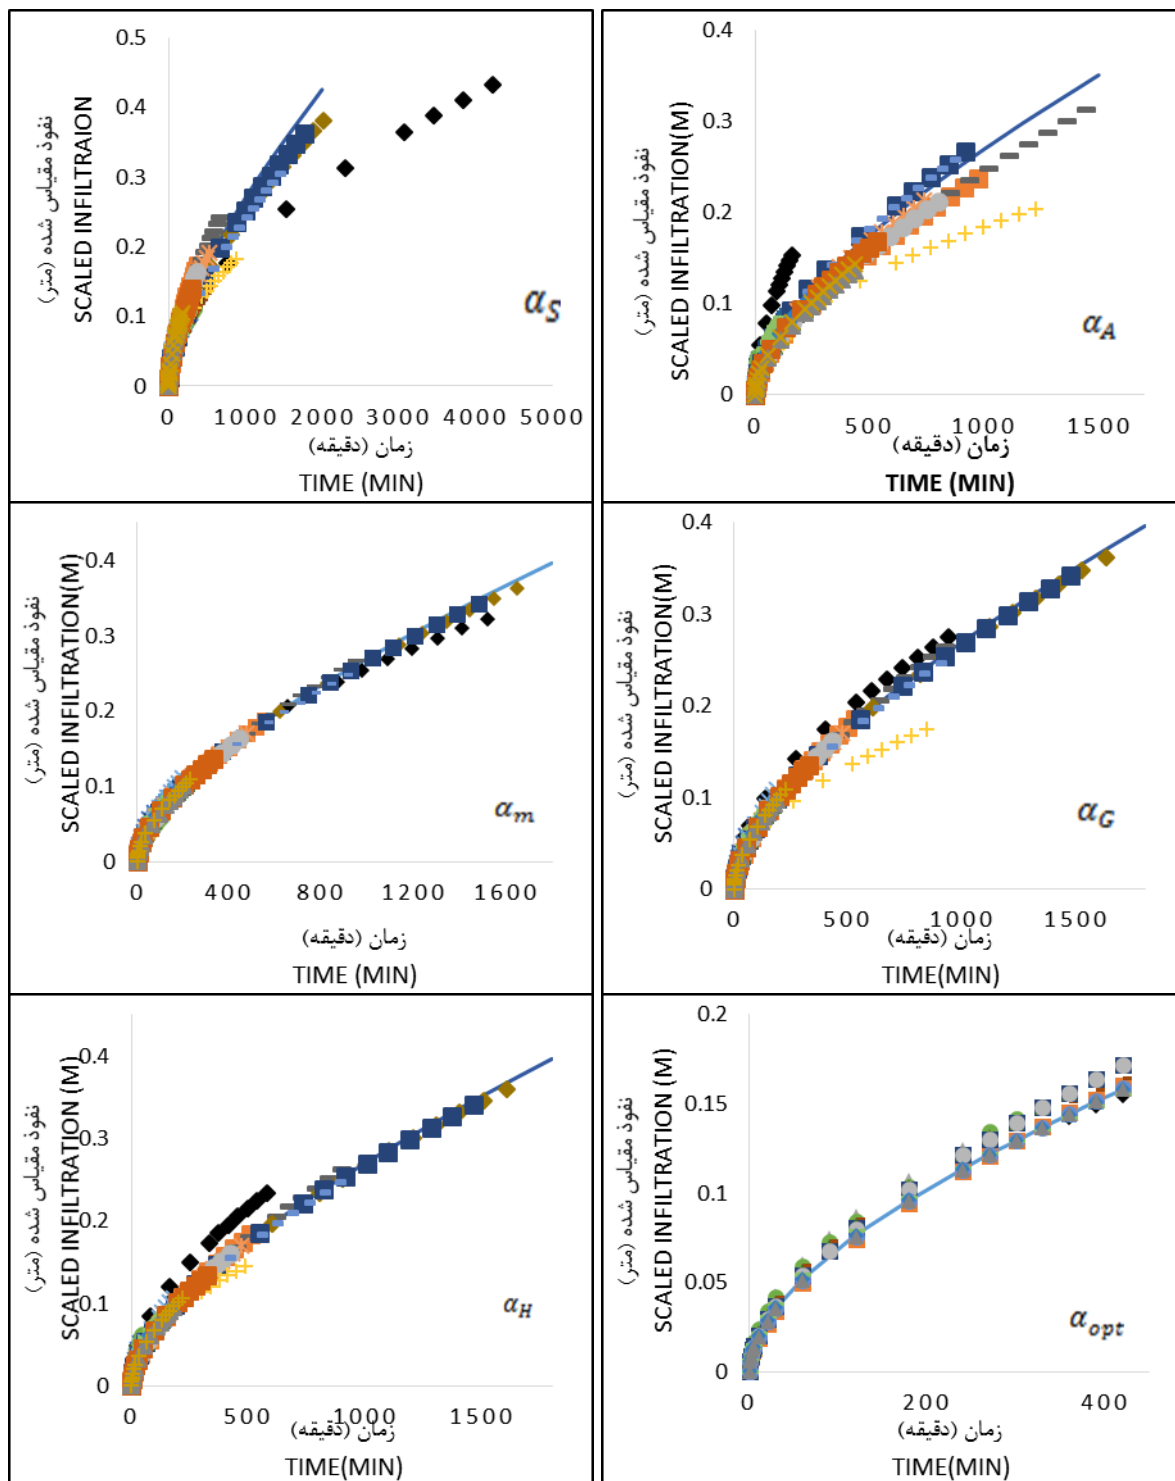 0.5
0.4
0.3
0.2
0.1
0
نفوذ مقیاس شده (متر)
SCALED INFILTRAION
α_S
0 1000 2000 3000 4000 5000
زمان (دقیقه)
TIME (MIN)
0.4
0.3
0.2
0.1
0
نفوذ مقیاس شده (متر)
SCALED INFILTRATION(M)
α_A
0 500 1000 1500
زمان (دقیقه)
TIME (MIN)
0.4
0.3
0.2
0.1
0
نفوذ مقیاس شده (متر)
SCALED INFILTRATION(M)
α_m
0 400 800 1200 1600
زمان (دقیقه)
TIME (MIN)
0.4
0.3
0.2
0.1
0
نفوذ مقیاس شده (متر)
SCALED INFILTRATION(M)
α_G
0 500 1000 1500
زمان (دقیقه)
TIME(MIN)
0.4
0.3
0.2
0.1
0
نفوذ مقیاس شده (متر)
SCALED INFILTRATION (M)
α_H
0 500 1000 1500
زمان (دقیقه)
TIME(MIN)
0.2
0.15
0.1
0.05
0
نفوذ مقیاس شده (متر)
SCALED INFILTRATION (M)
α_opt
0 200 400
زمان (دقیقه)
TIME(MIN)